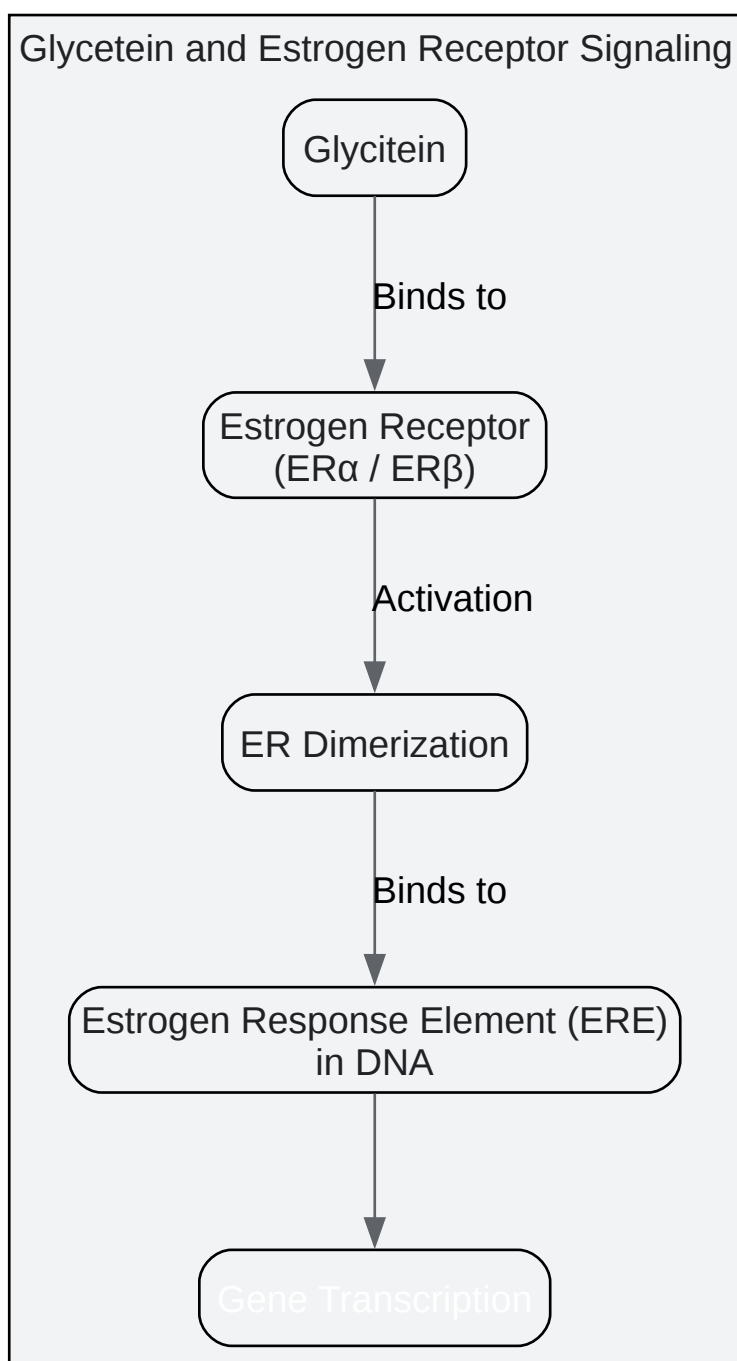 Glycetein and Estrogen Receptor Signaling
Glycitein
Binds to
Estrogen Receptor
(ERα / ERβ)
Activation
ER Dimerization
Binds to
Estrogen Response Element (ERE)
in DNA
Gene Transcription